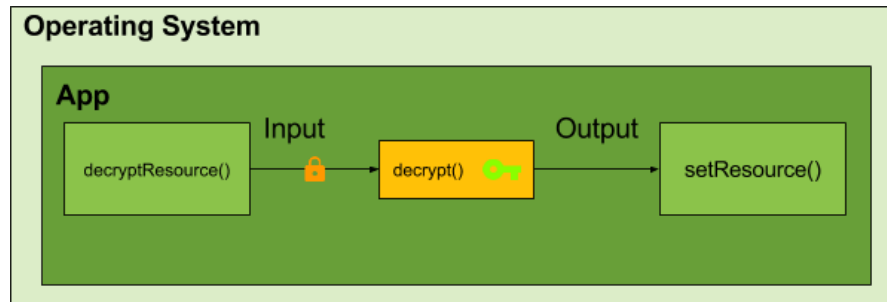 Operating System
App
Input
Output
decryptResource()
decrypt()
setResource()